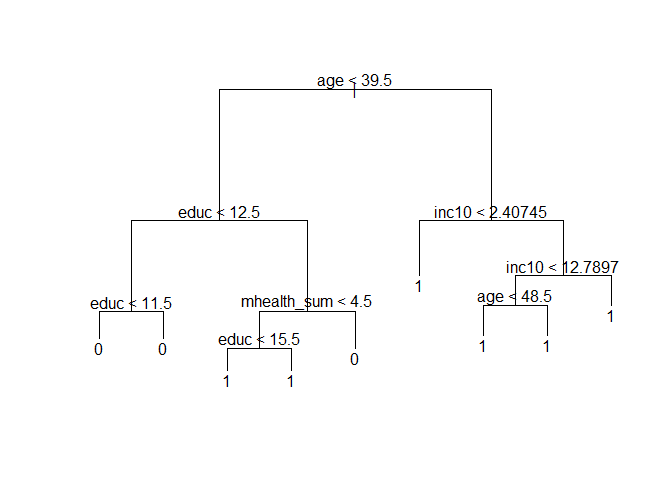 age < 39.5
educ < 12.5
inc10 < 2.40745
educ < 11.5
mhealth_sum < 4.5
1
inc10 < 12.7897
0
0
educ < 15.5
0
age < 48.5
1
1
1
1
1